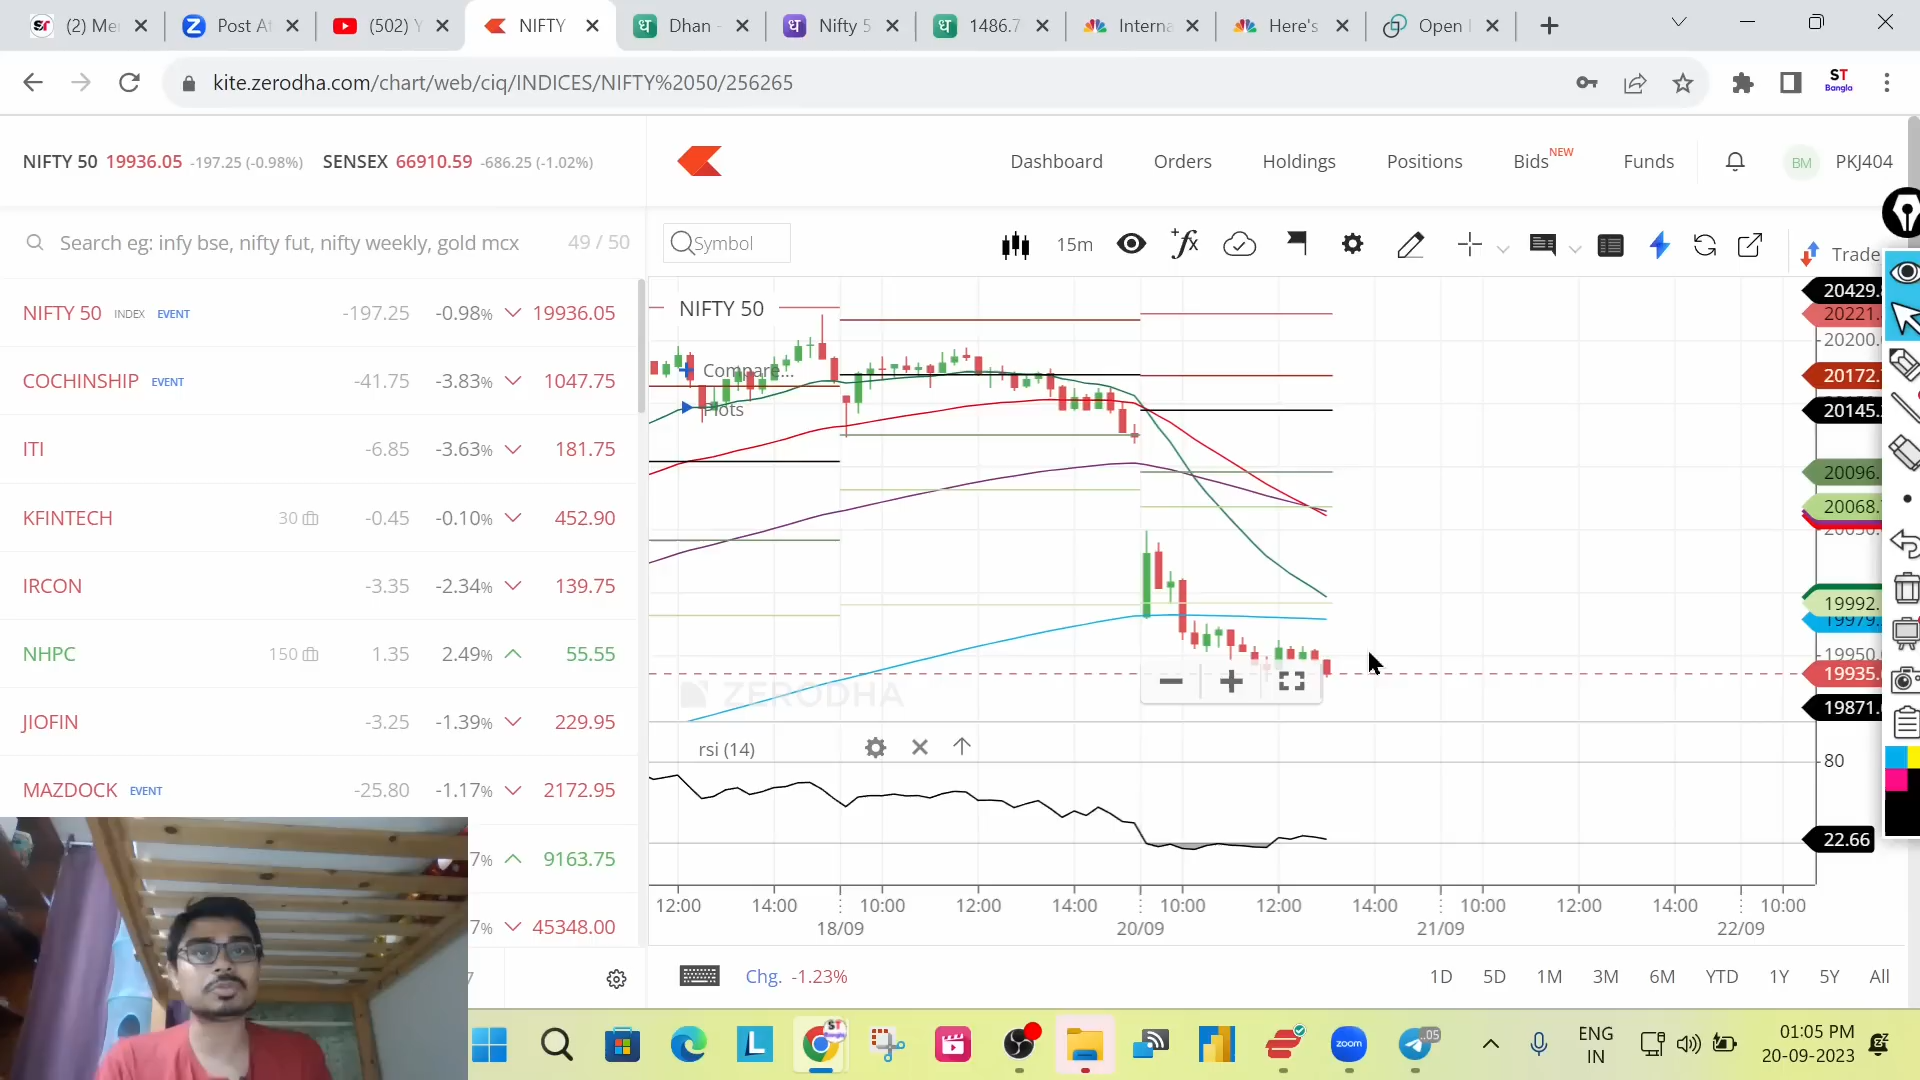 (2) Me
Post At
(502) Y
NIFTY
Dhan -
Nifty 5
1486.7
Interna
Here's
Open
kite.zerodha.com/chart/web/ciq/INDICES/NIFTY%2050/256265
ST
Bangla
NIFTY 50 19936.05 -197.25 (-0.98%) SENSEX 66910.59 -686.25 (-1.02%)
Dashboard Orders Holdings Positions Bids NEW Funds BM PKJ404
Search eg: infy bse, nifty fut, nifty weekly, gold mcx 49 / 50
Symbol 15m Trade
NIFTY 50 INDEX EVENT -197.25 -0.98% 19936.05
COCHINSHIP EVENT -41.75 -3.83% 1047.75
ITI -6.85 -3.63% 181.75
KFINTECH 30 -0.45 -0.10% 452.90
IRCON -3.35 -2.34% 139.75
NHPC 150 1.35 2.49% 55.55
JIOFIN -3.25 -1.39% 229.95
MAZDOCK EVENT -25.80 -1.17% 2172.95
7% 9163.75
7% 45348.00
NIFTY 50
Compare...
Plots
20429.
20221.
20200.
20172.
20145.
20096.
20068.
19992.
19979.
19950.
19935.
19871.
ZERODHA
rsi (14)
80
22.66
12:00 14:00 10:00 12:00 14:00 10:00 12:00 14:00 10:00 12:00 14:00 10:00
18/09 20/09 21/09 22/09
Chg. -1.23%
1D 5D 1M 3M 6M YTD 1Y 5Y All
L
ST
zoom
.05
ENG
IN
01:05 PM
20-09-2023